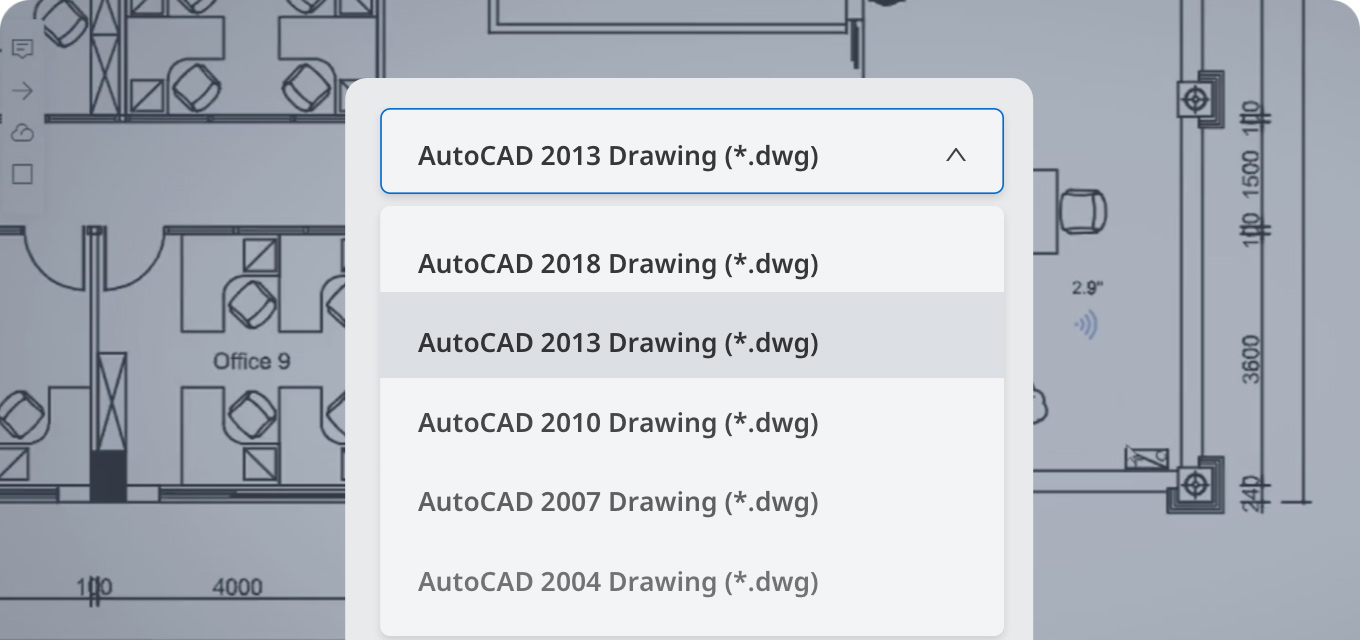 AutoCAD 2013 Drawing (*.dwg)
AutoCAD 2018 Drawing (*.dwg)
AutoCAD 2013 Drawing (*.dwg)
AutoCAD 2010 Drawing (*.dwg)
AutoCAD 2007 Drawing (*.dwg)
AutoCAD 2004 Drawing (*.dwg)
Office 9
100
4000
100
1500
100
2.9"
3600
240